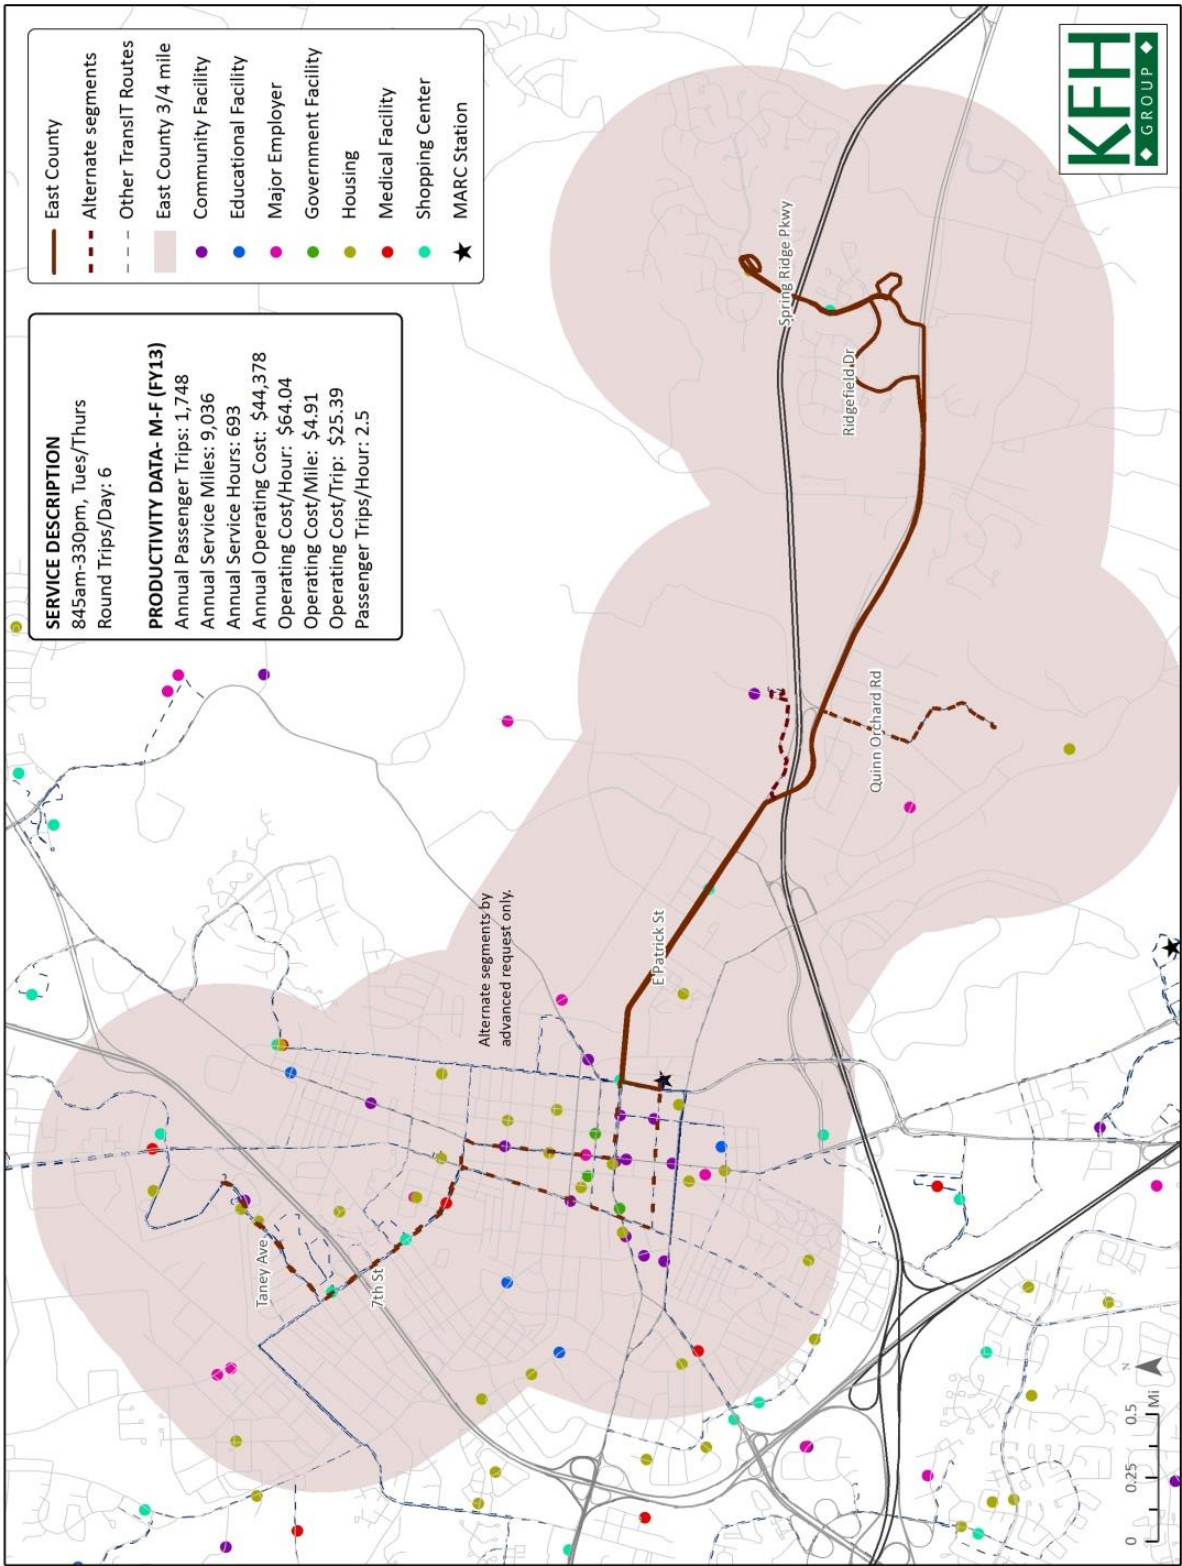 East County
Alternate segments
Other TransIT Routes
East County 3/4 mile
Community Facility
Educational Facility
Major Employer
Government Facility
Housing
Medical Facility
Shopping Center
MARC Station
KFH
GROUP
SERVICE DESCRIPTION
845am-330pm, Tues/Thurs
Round Trips/Day: 6
PRODUCTIVITY DATA- M-F (FY13)
Annual Passenger Trips: 1,748
Annual Service Miles: 9,036
Annual Service Hours: 693
Annual Operating Cost: $44,378
Operating Cost/Hour: $64.04
Operating Cost/Mile: $4.91
Operating Cost/Trip: $25.39
Passenger Trips/Hour: 2.5
Spring Ridge Pkwy
Ridgefield Dr
Quinn Orchard Rd
Alternate segments by
advanced request only.
E Patrick St
Taney Ave
7th St
N
0 0.25 0.5
Mi